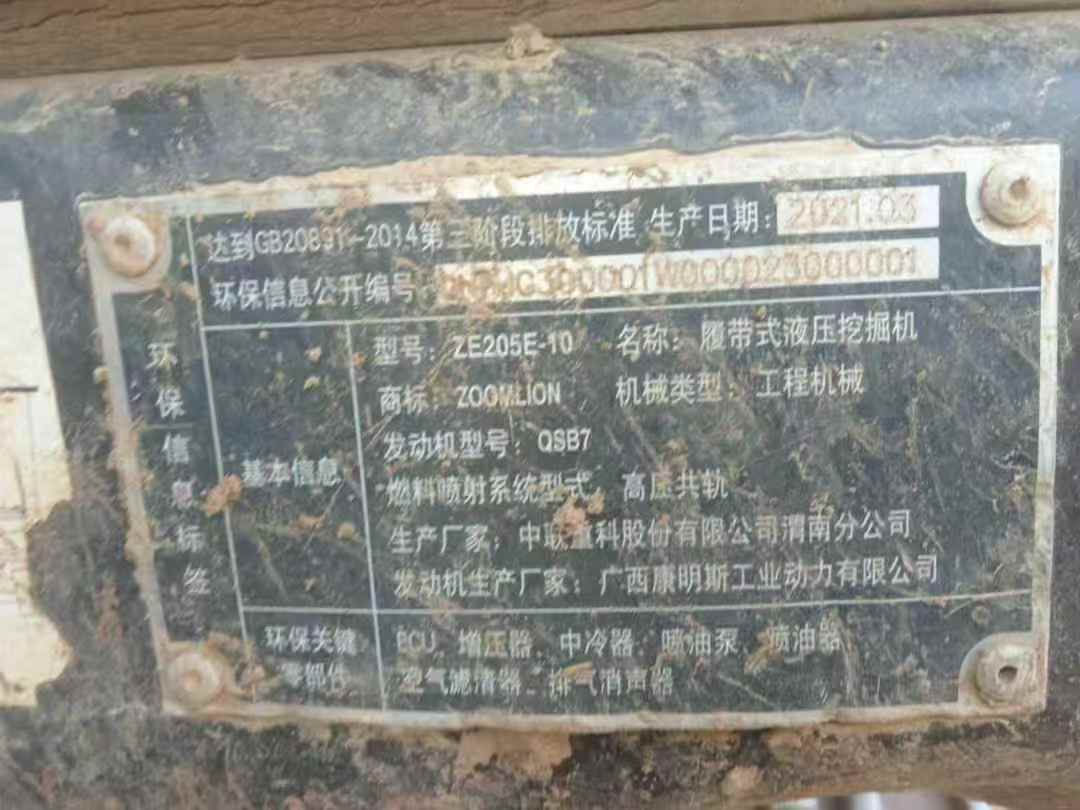 达到GB20891-2014第三阶段排放标准 生产日期: 2021.03
环保信息公开编号:
环保信息标签
基本信息
型号: ZE205E-10 名称: 履带式液压挖掘机
商标: ZOOMLION 机械类型: 工程机械
发动机型号: QSB7
燃料喷射系统型式: 高压共轨
生产厂家: 中联重科股份有限公司渭南分公司
发动机生产厂家: 广西康明斯工业动力有限公司
环保关键
零部件
ECU、增压器、中冷器、喷油泵、喷油器
空气滤清器、排气消声器